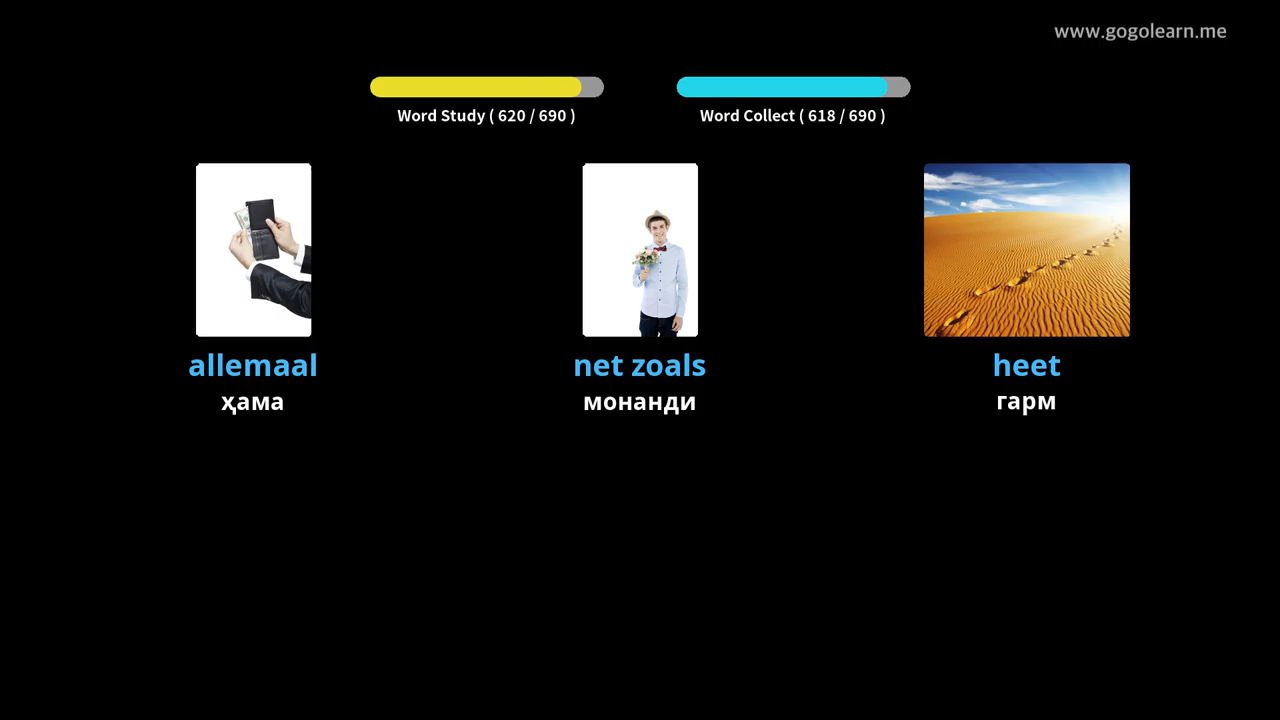 www.gogolearn.me
Word Study ( 620 / 690 )
Word Collect ( 618 / 690 )
allemaal
ҳама
net zoals
монанди
heet
гарм